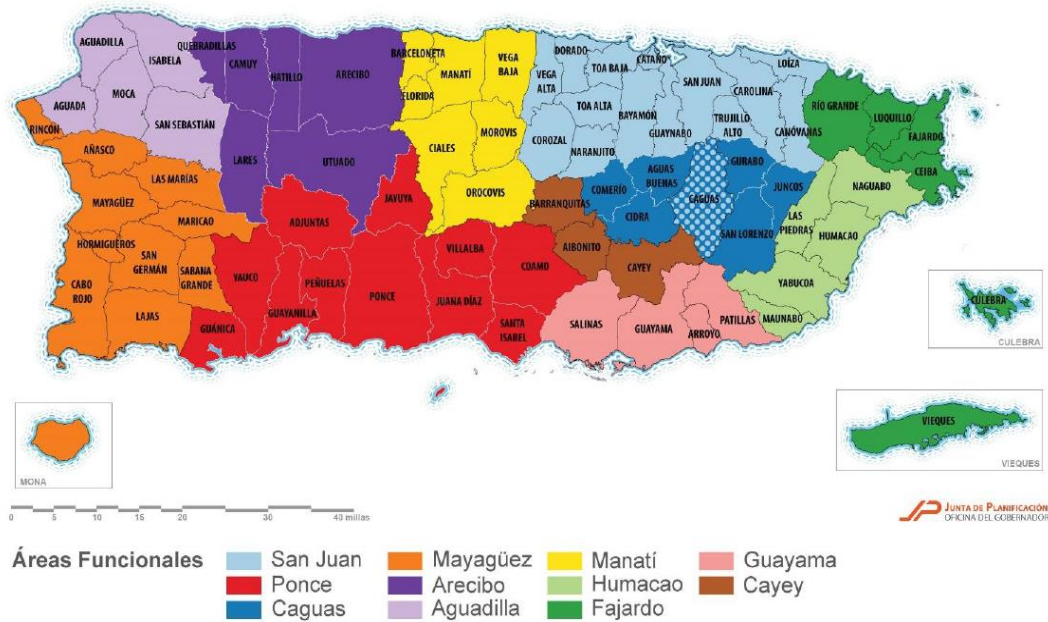 AGUADILLA
ISABELA
QUEBRADILLAS
CAMUY
HATILLO
ARECIBO
BARCELONETA
MANATÍ
VEGA
BAJA
FLORIDA
VEGA
ALTA
DORADO
TOA BAJA
CATAÑO
SAN JUAN
LOÍZA
CAROLINA
AGUADA
MOCA
SAN SEBASTIÁN
TOA ALTA
BAYAMÓN
GUAYNABO
TRUJILLO
ALTO
CANÓVANAS
RÍO GRANDE
LUQUILLO
FAJARDO
CEIBA
RINCÓN
AÑASCO
LARES
UTUADO
CIALES
MOROVIS
COROZAL
NARANJITO
LAS MARÍAS
MAYAGÜEZ
MARICAO
ADJUNTAS
JAYUYA
OROCOVIS
BARRANQUITAS
COMERÍO
AGUAS
BUENAS
CAGUAS
GURABO
JUNCOS
LAS
PIEDRAS
NAGUABO
HUMACAO
HORMIGUEROS
SAN
GERMÁN
SABANA
GRANDE
CABO
ROJO
LAJAS
YAUCO
GUÁNICA
GUAYANILLA
PEÑUELAS
PONCE
VILLALBA
JUANA DÍAZ
COAMO
SANTA
ISABEL
AIBONITO
CIDRA
CAYEY
SAN LORENZO
YABUCOA
MAUNABO
SALINAS
GUAYAMA
ARROYO
PATILLAS
CULEBRA
CULEBRA
VIEQUES
VIEQUES
MONA
0 5 10 15 20 30 40 millas
JP JUNTA DE PLANIFICACIÓN
OFICINA DEL GOBERNADOR
Áreas Funcionales
San Juan
Mayagüez
Manatí
Guayama
Ponce
Arecibo
Humacao
Cayey
Caguas
Aguadilla
Fajardo